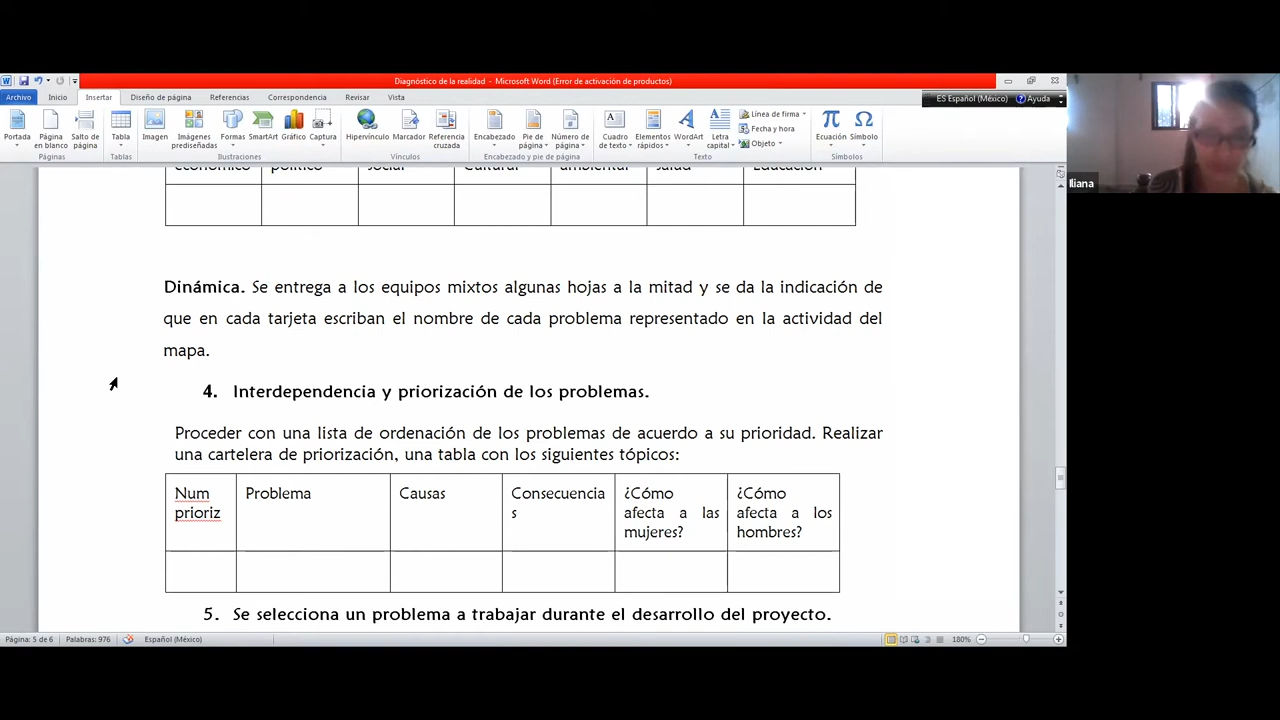 Diagnóstico de la realidad - Microsoft Word (Error de activación de productos)
Archivo Inicio Insertar Diseño de página Referencias Correspondencia Revisar Vista
ES Español (México) Ayuda
Portada Página en blanco Salto de página Tabla Imagen Imágenes prediseñadas Formas SmartArt Gráfico Captura Hipervínculo Marcador Referencia cruzada Encabezado Pie de página Número de página Cuadro de texto Elementos rápidos WordArt Letra capital Línea de firma Fecha y hora Objeto Ecuación Símbolo
Páginas Tablas Ilustraciones Vínculos Encabezado y pie de página Texto Símbolos
Iliana
económico político social Cultural ambiental salud Educación
Dinámica. Se entrega a los equipos mixtos algunas hojas a la mitad y se da la indicación de
que en cada tarjeta escriban el nombre de cada problema representado en la actividad del
mapa.
4. Interdependencia y priorización de los problemas.
Proceder con una lista de ordenación de los problemas de acuerdo a su prioridad. Realizar
una cartelera de priorización, una tabla con los siguientes tópicos:
Num prioriz
Problema
Causas
Consecuencia
s
¿Cómo
afecta a las
mujeres?
¿Cómo
afecta a los
hombres?
5. Se selecciona un problema a trabajar durante el desarrollo del proyecto.
Página: 5 de 6 Palabras: 976 Español (México) 180%